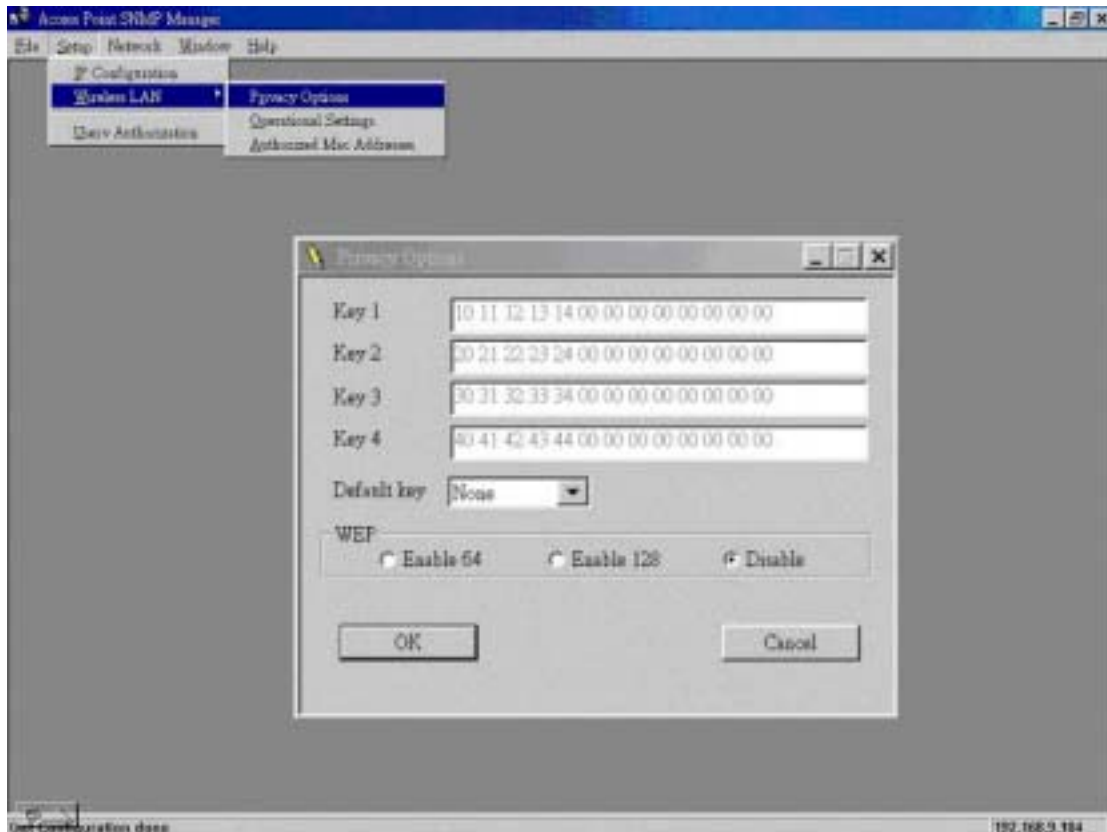 Access Point SNMP Manager
File Setup Network Window Help
IP Configuration
Wireless LAN
Privacy Options
Operational Settings
Authorized Mac Addresses
Users Authorization
Privacy Options
Key 1 10 11 12 13 14 00 00 00 00 00 00 00 00
Key 2 20 21 22 23 24 00 00 00 00 00 00 00 00
Key 3 30 31 32 33 34 00 00 00 00 00 00 00 00
Key 4 40 41 42 43 44 00 00 00 00 00 00 00 00
Default key None
WEP
Enable 64 Enable 128 Disable
OK Cancel
Configuration done 192.168.9.184